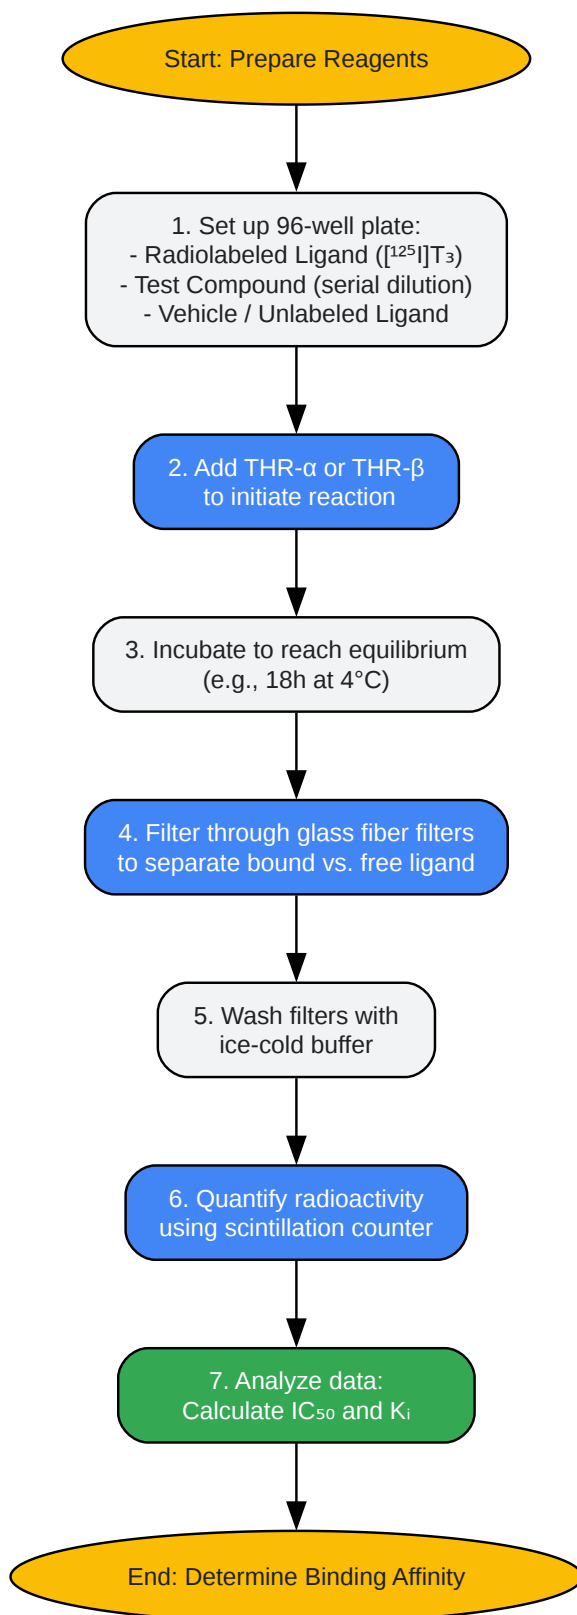 Start: Prepare Reagents
1. Set up 96-well plate:
- Radiolabeled Ligand ([¹²⁵I]T₃)
- Test Compound (serial dilution)
- Vehicle / Unlabeled Ligand
2. Add THR-α or THR-β
to initiate reaction
3. Incubate to reach equilibrium
(e.g., 18h at 4°C)
4. Filter through glass fiber filters
to separate bound vs. free ligand
5. Wash filters with
ice-cold buffer
6. Quantify radioactivity
using scintillation counter
7. Analyze data:
Calculate IC₅₀ and Kᵢ
End: Determine Binding Affinity